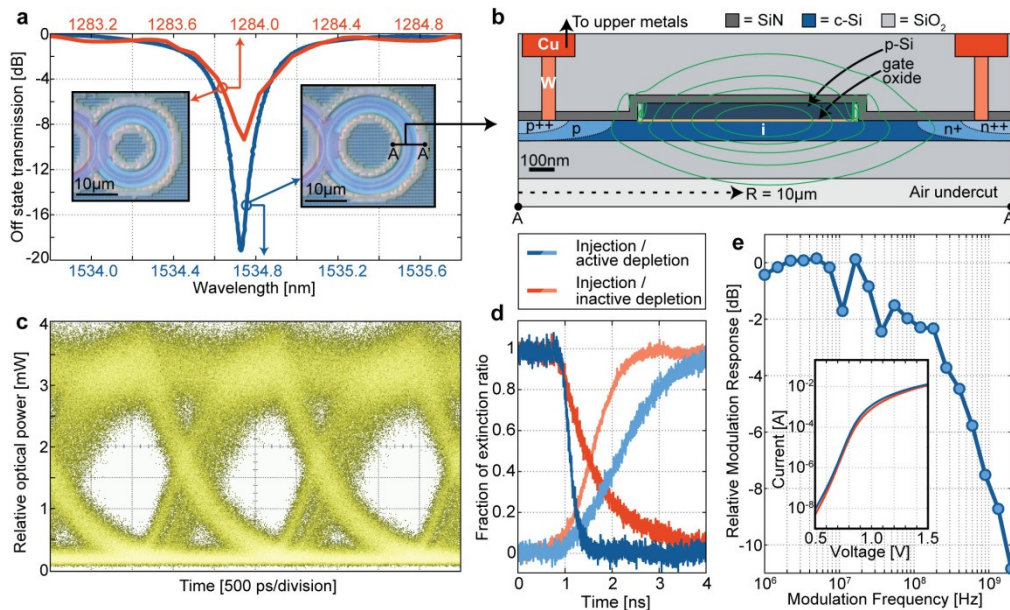 a
1283.2 1283.6 1284.0 1284.4 1284.8
Off state transmission [dB]
0
-4
-8
-12
-16
-20
10μm
10μm
A A'
1534.0 1534.4 1534.8 1535.2 1535.6
Wavelength [nm]
b
To upper metals
= SiN = c-Si = SiO2
Cu
W
p-Si
gate
oxide
p++ p i n+ n++
100nm
R = 10μm
Air undercut
A A
c
Relative optical power [mW]
4
3
2
1
0
Time [500 ps/division]
Injection /
active depletion
Injection /
inactive depletion
d
Fraction of extinction ratio
1
0.8
0.6
0.4
0.2
0
0 1 2 3 4
Time [ns]
e
Relative Modulation Response [dB]
0
-2
-4
-6
-8
-10
Current [A]
10-2
10-4
10-6
10-8
0.5 1.0 1.5
Voltage [V]
10^6 10^7 10^8 10^9
Modulation Frequency [Hz]